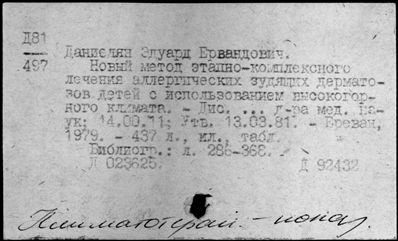 Д81
497
Даниелян Эдуард Ервандович.
Новый метод этапно-комплексного
лечения аллергических зудящих дермато-
зов детей с использованием высокогор-
ного климата. - Дис. ... д-ра мед. на-
ук: 14.00.11; Утв. 13.03.81. - Ереван,
1979. - 437 л., ил., табл.
Библиогр.: л. 286-368.
Д 023625. Д 92432
Климатотерап. - кожа